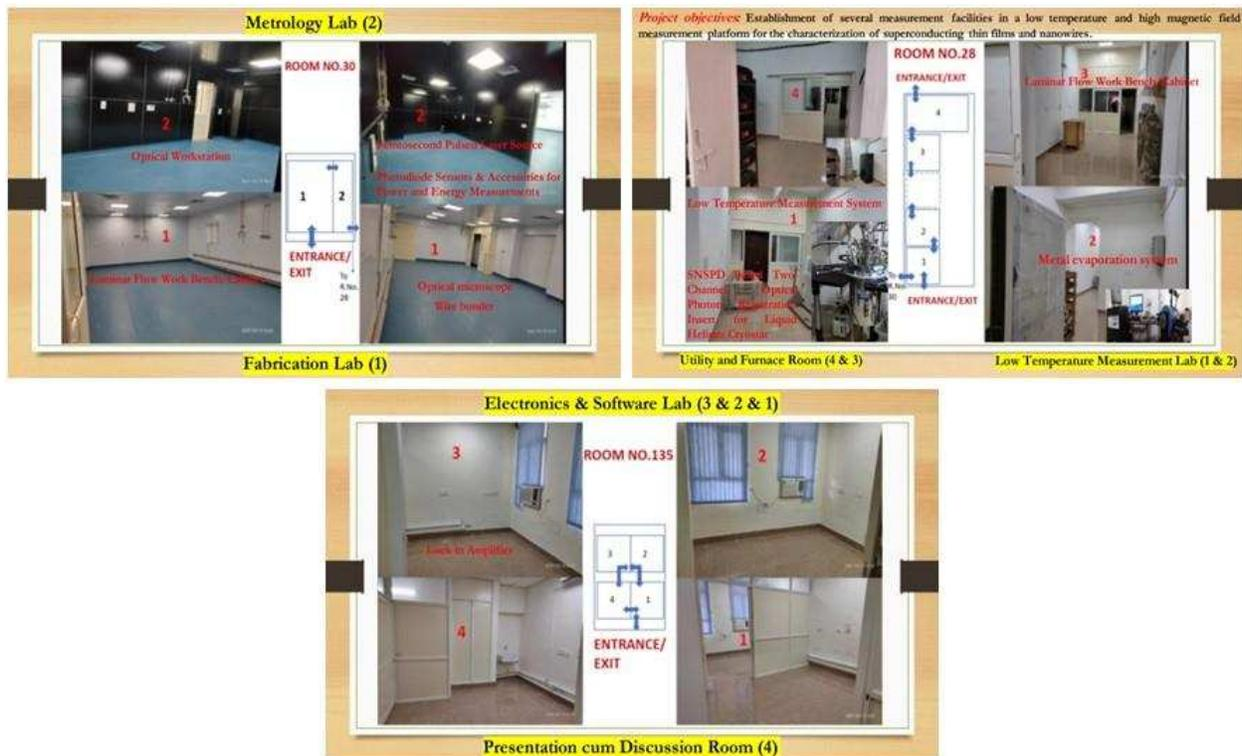 Metrology Lab (2)
ROOM NO.30
2
Optical Workstation
2
Femtosecond Pulsed Laser Source
Photodiode Sensors & Accessories for
Power and Energy Measurements
1
2
ENTRANCE/
EXIT
To
R.No.
28
1
Laminar Flow Work Bench Cabinet
1
Optical microscope
Wire bonder
Fabrication Lab (1)
Project objectives: Establishment of several measurement facilities in a low temperature and high magnetic field
measurement platform for the characterization of superconducting thin films and nanowires.
ROOM NO.28
ENTRANCE/EXIT
4
3
Laminar Flow Work Bench Cabinet
4
3
2
1
To
R.No.
30
ENTRANCE/EXIT
Low Temperature Measurement System
1
SNSPD Two
Channel Optical
Photon
Insert for Liquid
Helium Cryostat
2
Metal evaporation system
Utility and Furnace Room (4 & 3)
Low Temperature Measurement Lab (1 & 2)
Electronics & Software Lab (3 & 2 & 1)
3
Lock in Amplifier
ROOM NO.135
2
3
2
4
1
ENTRANCE/
EXIT
4
1
Presentation cum Discussion Room (4)